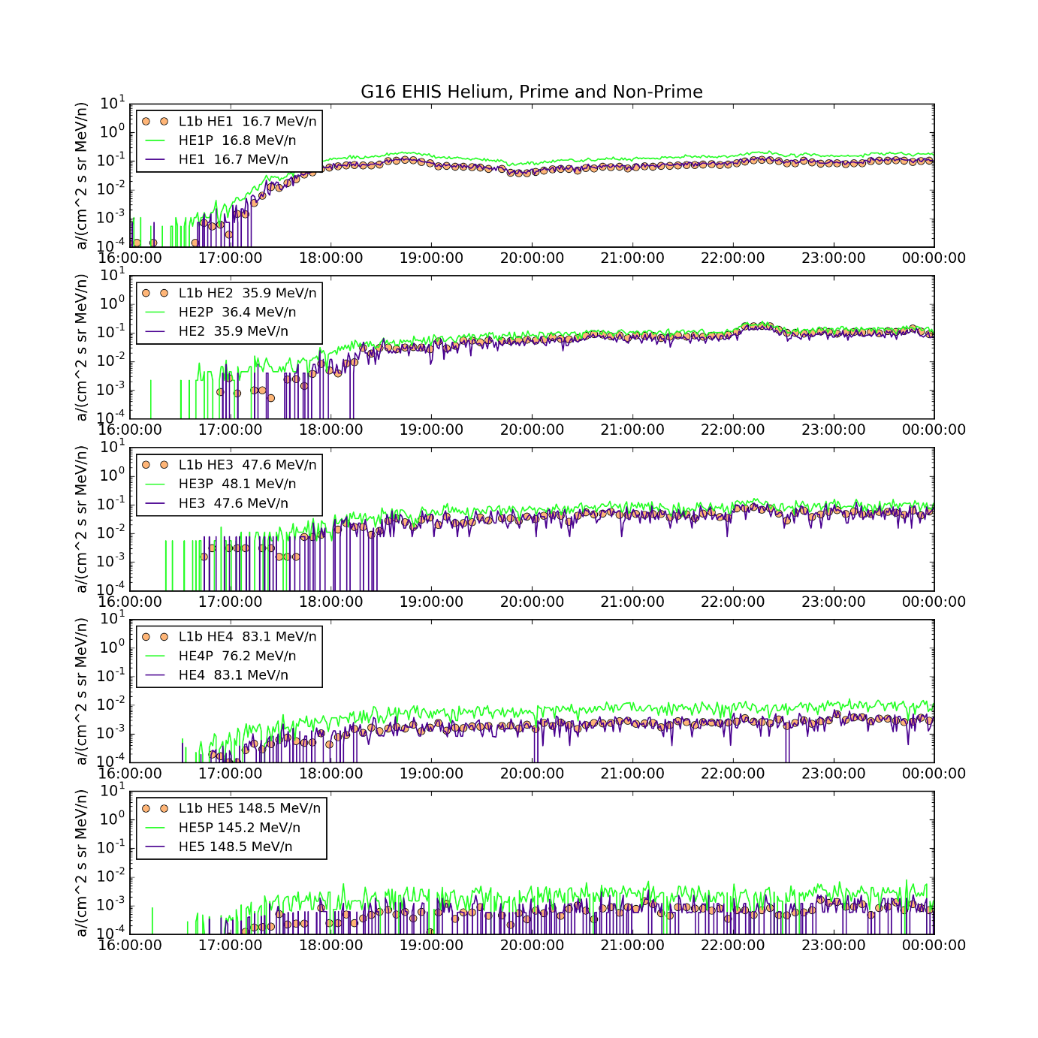 G16 EHIS Helium, Prime and Non-Prime
a/(cm^2 s sr MeV/n)
10^1
10^0
10^-1
10^-2
10^-3
10^-4
L1b HE1 16.7 MeV/n
HE1P 16.8 MeV/n
HE1 16.7 MeV/n
16:00:00 17:00:00 18:00:00 19:00:00 20:00:00 21:00:00 22:00:00 23:00:00 00:00:00
a/(cm^2 s sr MeV/n)
10^1
10^0
10^-1
10^-2
10^-3
10^-4
L1b HE2 35.9 MeV/n
HE2P 36.4 MeV/n
HE2 35.9 MeV/n
16:00:00 17:00:00 18:00:00 19:00:00 20:00:00 21:00:00 22:00:00 23:00:00 00:00:00
a/(cm^2 s sr MeV/n)
10^1
10^0
10^-1
10^-2
10^-3
10^-4
L1b HE3 47.6 MeV/n
HE3P 48.1 MeV/n
HE3 47.6 MeV/n
16:00:00 17:00:00 18:00:00 19:00:00 20:00:00 21:00:00 22:00:00 23:00:00 00:00:00
a/(cm^2 s sr MeV/n)
10^1
10^0
10^-1
10^-2
10^-3
10^-4
L1b HE4 83.1 MeV/n
HE4P 76.2 MeV/n
HE4 83.1 MeV/n
16:00:00 17:00:00 18:00:00 19:00:00 20:00:00 21:00:00 22:00:00 23:00:00 00:00:00
a/(cm^2 s sr MeV/n)
10^1
10^0
10^-1
10^-2
10^-3
10^-4
L1b HE5 148.5 MeV/n
HE5P 145.2 MeV/n
HE5 148.5 MeV/n
16:00:00 17:00:00 18:00:00 19:00:00 20:00:00 21:00:00 22:00:00 23:00:00 00:00:00